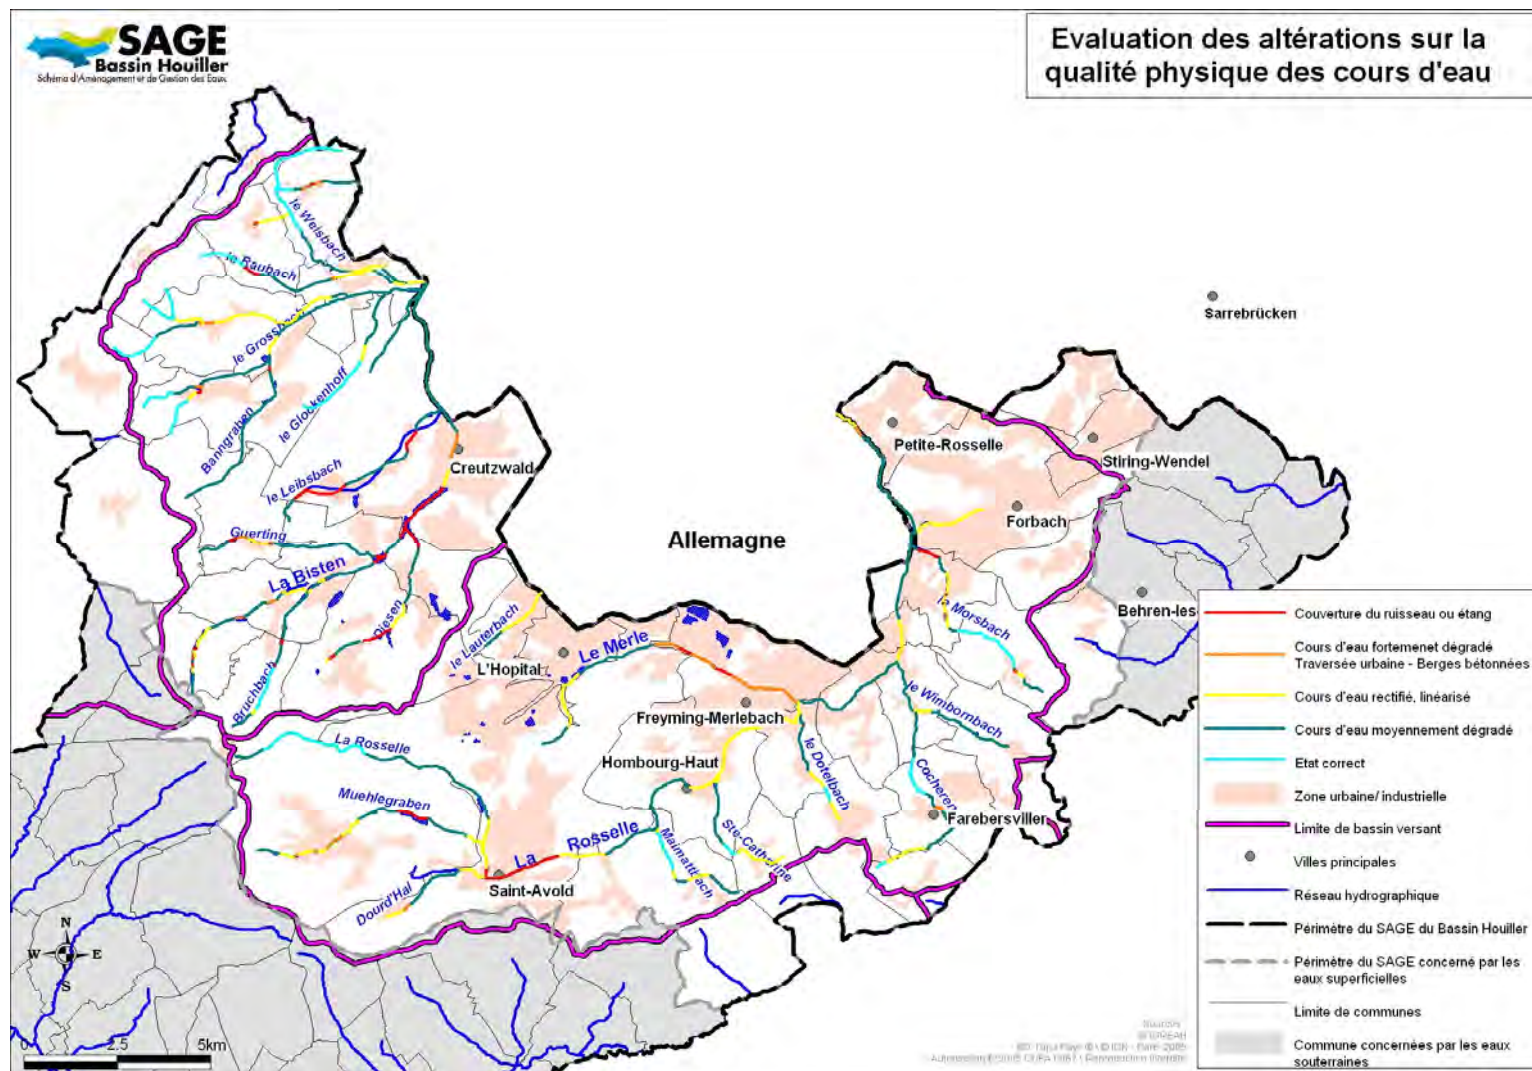 SAGE
Bassin Houiller
Schéma d'Aménagement et de Gestion des Eaux
Evaluation des altérations sur la
qualité physique des cours d'eau
le Weisbach
le Raubach
le Grossbach
le Glockenhoff
Banngraben
le Leibsbach
Creutzwald
Guerting
La Bisten
Diesen
Bruchbach
le Lauterbach
L'Hopital
Le Merle
Allemagne
Sarrebrücken
Petite-Rosselle
Stiring-Wendel
Forbach
Behren-les
la Morsbach
le Winbornbach
Freyming-Merlebach
Hombourg-Haut
le Dotelbach
Cocheren
Farebersviller
La Rosselle
Muehlegraben
La Rosselle
Maimattbach
Ste-Catherine
Saint-Avold
Dourd'Hal
N
W E
S
0 2.5 5km
Couverture du ruisseau ou étang
Cours d'eau fortemenet dégradé
Traversée urbaine - Berges bétonnées
Cours d'eau rectifié, linéarisé
Cours d'eau moyennement dégradé
Etat correct
Zone urbaine/ industrielle
Limite de bassin versant
Villes principales
Réseau hydrographique
Périmètre du SAGE du Bassin Houiller
Périmètre du SAGE concerné par les
eaux superficielles
Limite de communes
Commune concernées par les eaux
souterraines